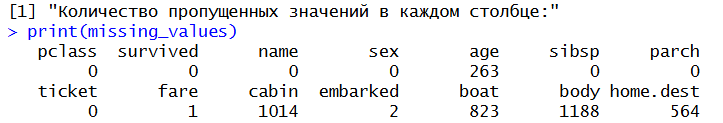 [1] "Количество пропущенных значений в каждом столбце:"
> print(missing_values)
pclass survived name sex age sibsp parch
0 0 0 0 263 0 0
ticket fare cabin embarked boat body home.dest
0 1 1014 2 823 1188 564